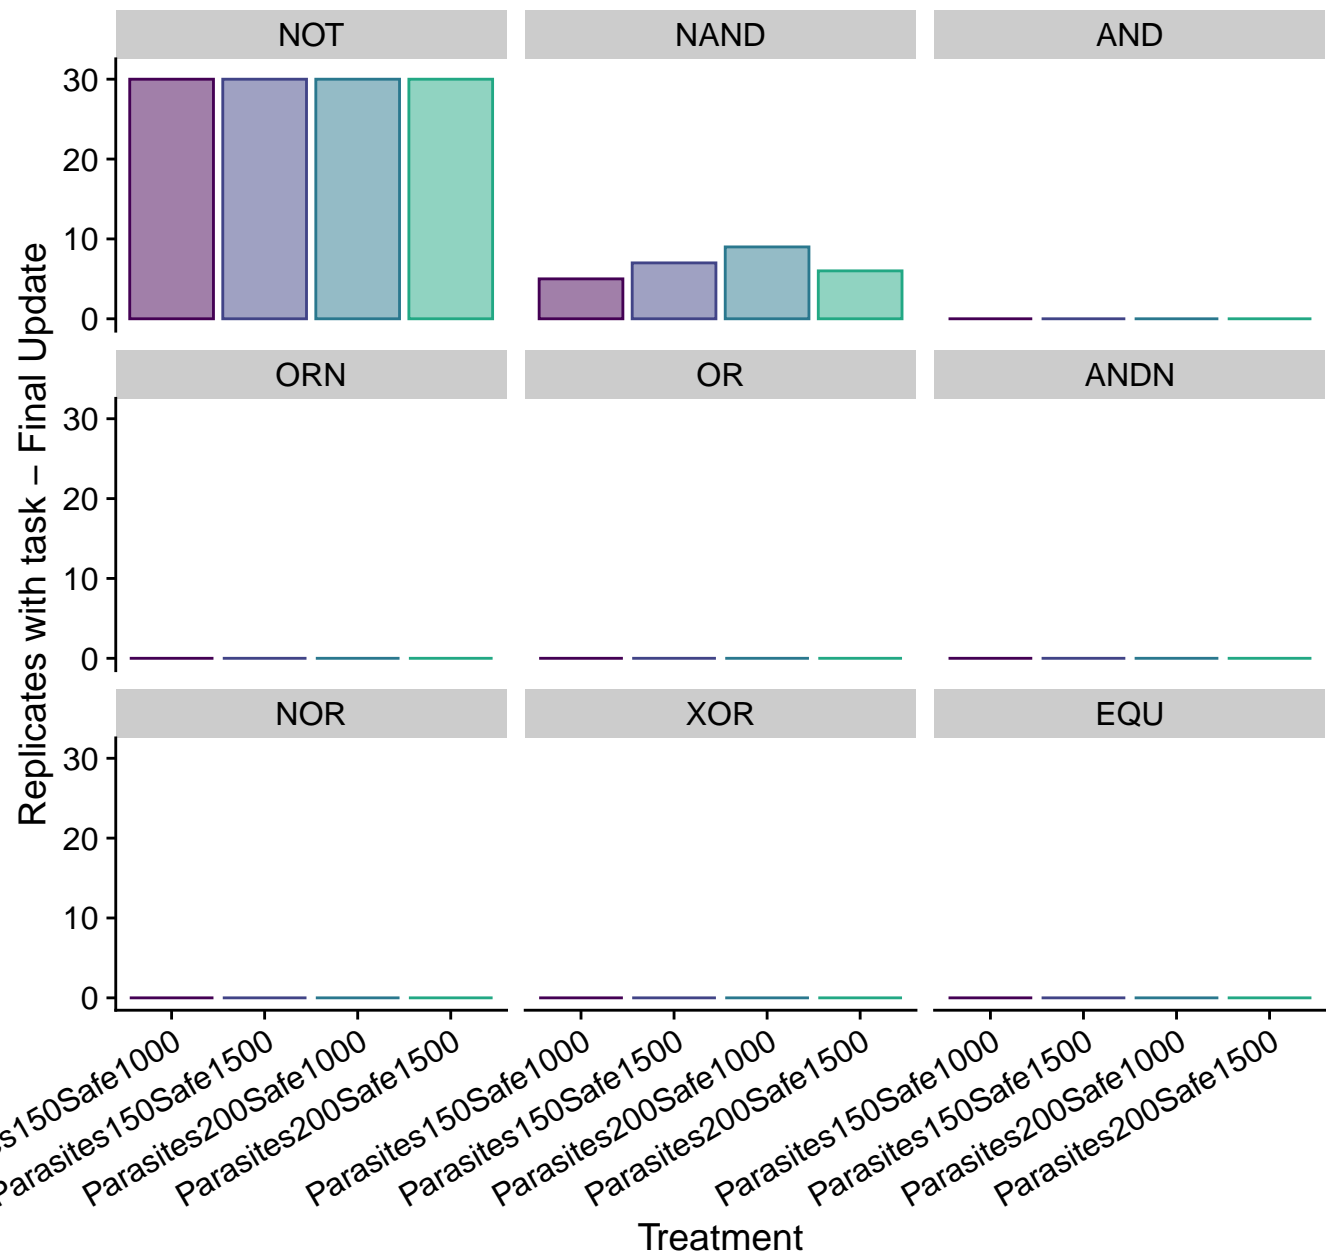 NOT
NAND
AND
30
20
10
0
ORN
OR
ANDN
30
20
10
0
NOR
XOR
EQU
30
20
10
0
Replicates with task – Final Update
s150Safe1000
Parasites150Safe1500
Parasites200Safe1000
Parasites200Safe1500
Parasites150Safe1000
Parasites150Safe1500
Parasites200Safe1000
Parasites200Safe1500
Parasites150Safe1000
Parasites150Safe1500
Parasites200Safe1000
Parasites200Safe1500
Treatment